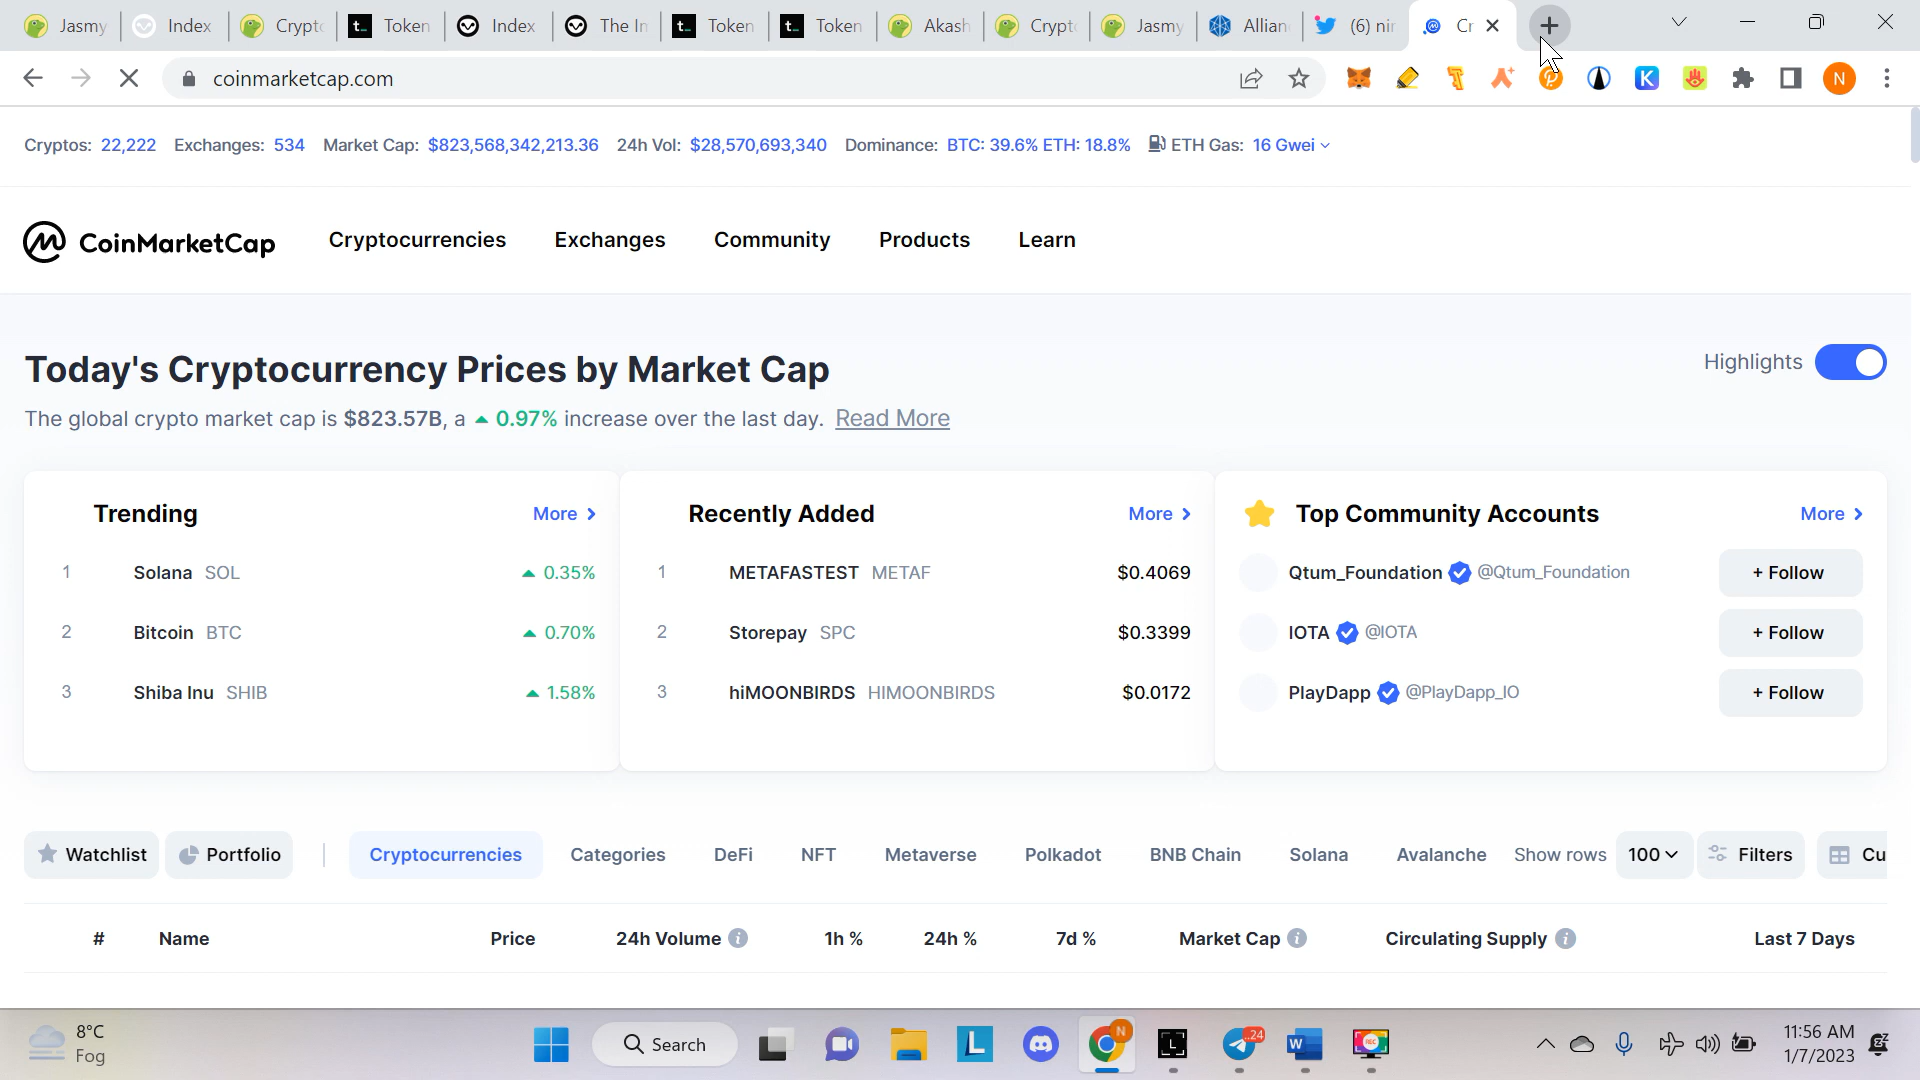 Jasmy Index Crypt Token Index The In Token Token Akash Crypt Jasmy Allian (6) nir Cr
coinmarketcap.com
N
Cryptos: 22,222 Exchanges: 534 Market Cap: $823,568,342,213.36 24h Vol: $28,570,693,340 Dominance: BTC: 39.6% ETH: 18.8% ETH Gas: 16 Gwei
CoinMarketCap Cryptocurrencies Exchanges Community Products Learn
Today's Cryptocurrency Prices by Market Cap
Highlights
The global crypto market cap is $823.57B, a 0.97% increase over the last day. Read More
Trending More
1 Solana SOL 0.35%
2 Bitcoin BTC 0.70%
3 Shiba Inu SHIB 1.58%
Recently Added More
1 METAFASTEST METAF $0.4069
2 Storepay SPC $0.3399
3 hiMOONBIRDS HIMOONBIRDS $0.0172
Top Community Accounts More
Qtum_Foundation @Qtum_Foundation + Follow
IOTA @IOTA + Follow
PlayDapp @PlayDapp_IO + Follow
Watchlist Portfolio Cryptocurrencies Categories DeFi NFT Metaverse Polkadot BNB Chain Solana Avalanche Show rows 100 Filters Cu
# Name Price 24h Volume 1h % 24h % 7d % Market Cap Circulating Supply Last 7 Days
8°C
Fog
Search
L
N
L
24
W
REC
11:56 AM
1/7/2023